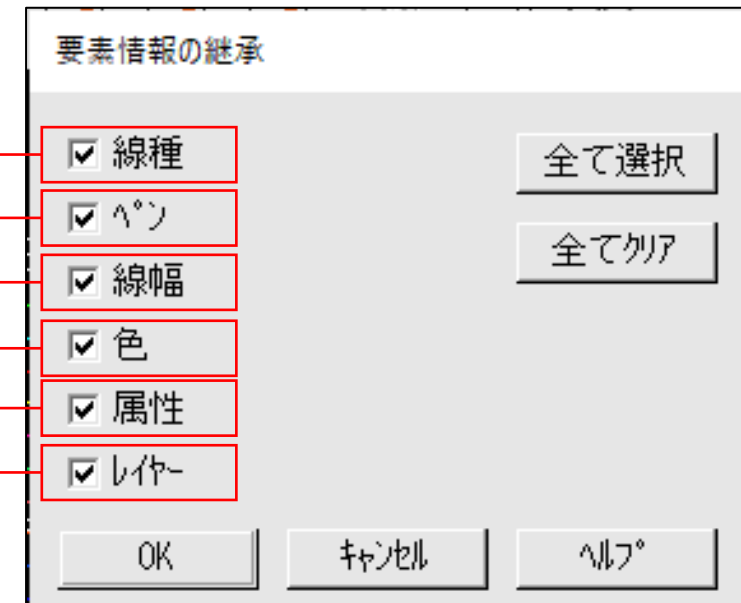 要素情報の継承
線種
ﾍﾟﾝ
線幅
色
属性
ﾚｲﾔｰ
全て選択
全てｸﾘｱ
OK
ｷｬﾝｾﾙ
ﾍﾙﾌﾟ